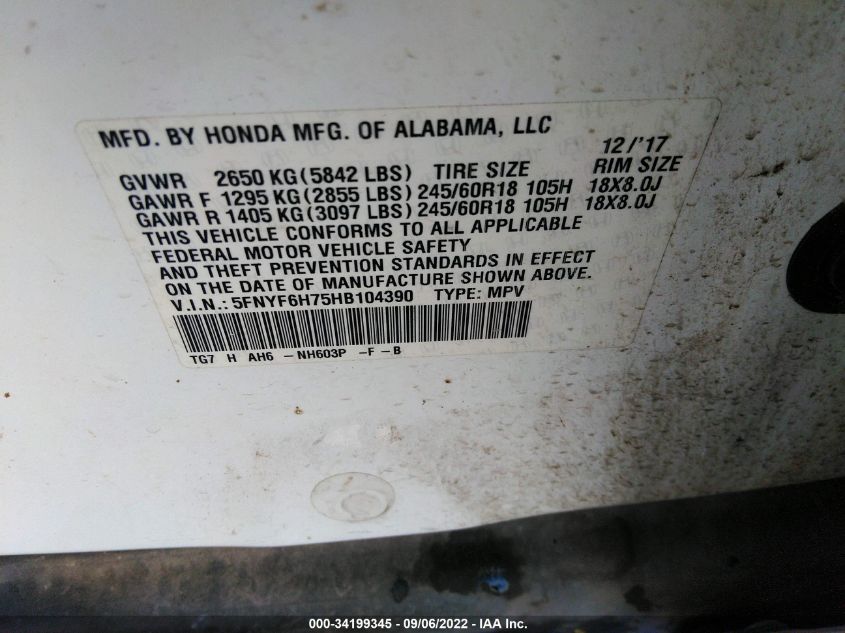 MFD. BY HONDA MFG. OF ALABAMA, LLC
12/'17
GVWR 2650 KG(5842 LBS) TIRE SIZE RIM SIZE
GAWR F 1295 KG(2855 LBS) 245/60R18 105H 18X8.0J
GAWR R 1405 KG(3097 LBS) 245/60R18 105H 18X8.0J
THIS VEHICLE CONFORMS TO ALL APPLICABLE
FEDERAL MOTOR VEHICLE SAFETY
AND THEFT PREVENTION STANDARDS IN EFFECT
ON THE DATE OF MANUFACTURE SHOWN ABOVE.
V.I.N.: 5FNYF6H75HB104390 TYPE: MPV
TG7 H AH6 -NH603P -F -B
000-34199345 - 09/06/2022 - IAA Inc.